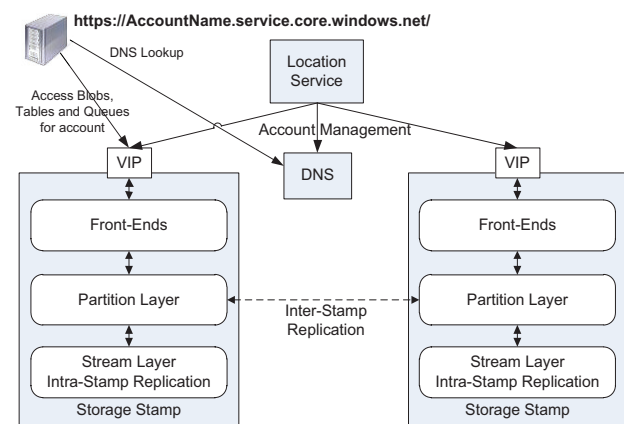 https://AccountName.service.core.windows.net/
DNS Lookup
Location
Service
Access Blobs,
Tables and Queues
for account
Account Management
VIP
DNS
VIP
Front-Ends
Partition Layer
Stream Layer
Intra-Stamp Replication
Storage Stamp
Inter-Stamp
Replication
Front-Ends
Partition Layer
Stream Layer
Intra-Stamp Replication
Storage Stamp